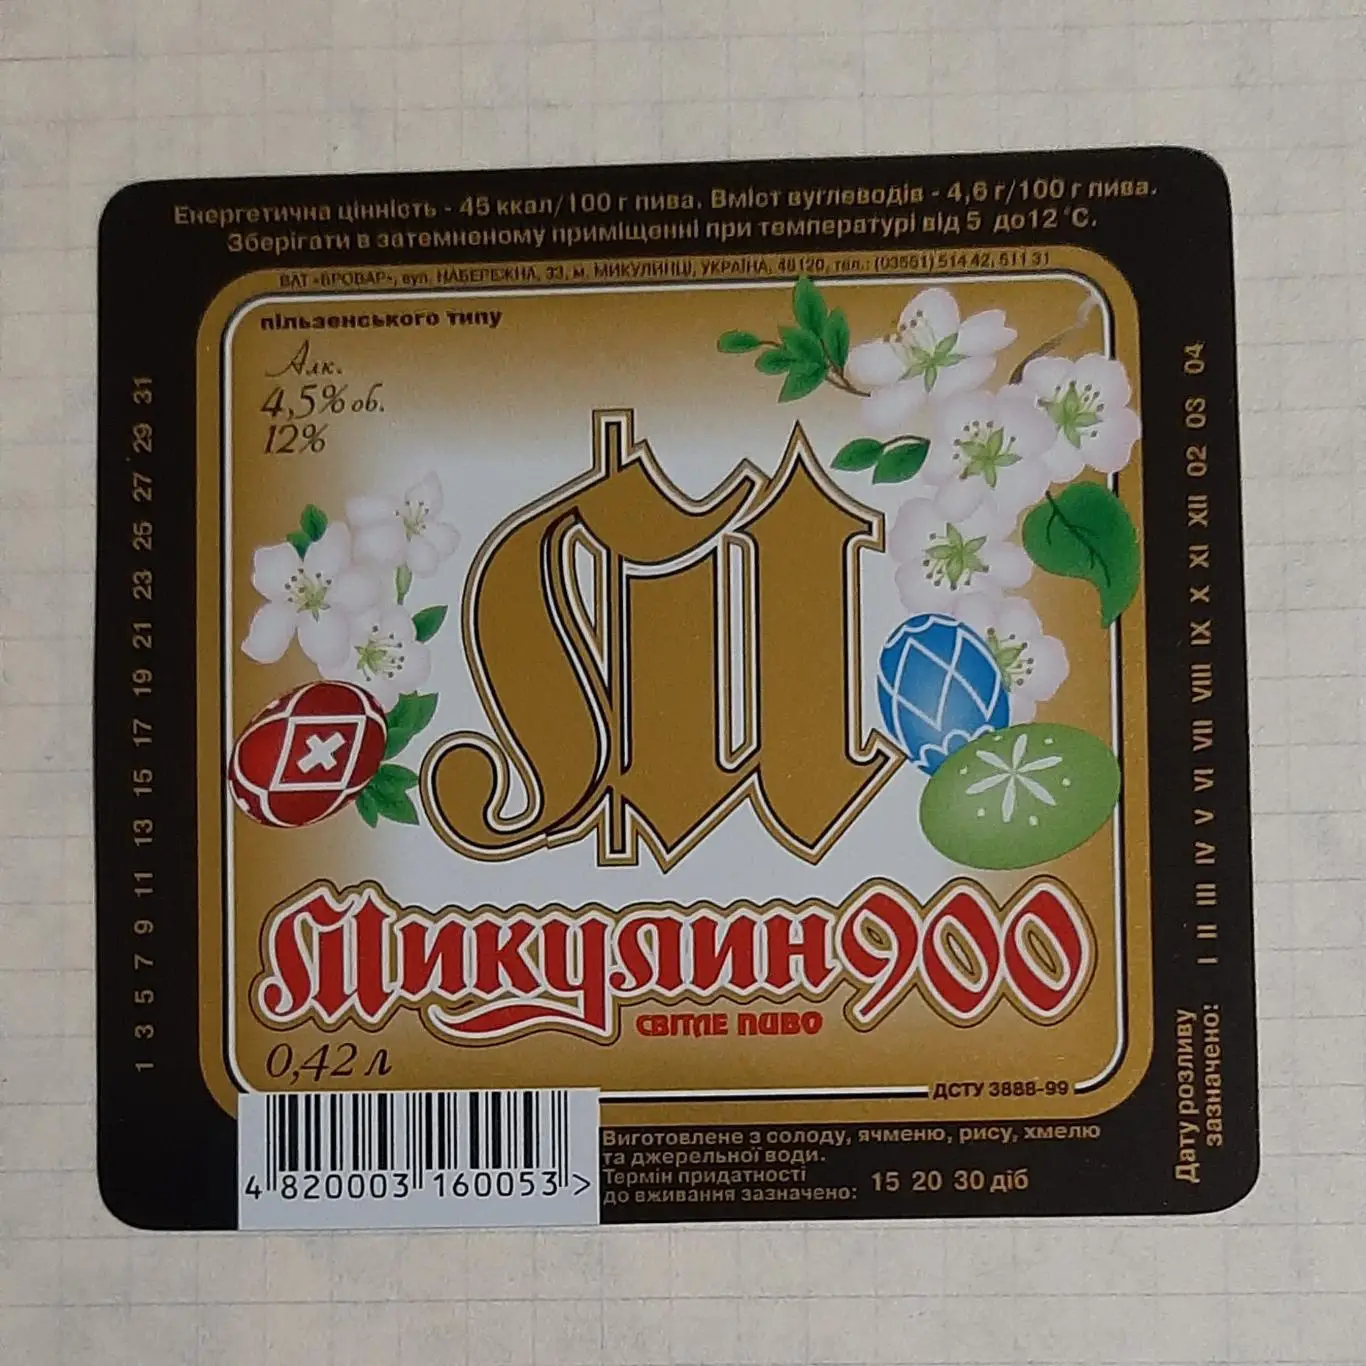 Енергетична цінність - 45 ккал/100 г пива. Вміст вуглеводів - 4,6 г/100 г пива.
Зберігати в затемненому приміщенні при температурі від 5 до 12 °С.
ВАТ «БРОВАР», вул. НАБЕРЕЖНА, 33, м. МИКУЛИНЦІ, УКРАЇНА, 48120, тел.: (03551) 514 42, 511 31
пільзенського типу
Алк.
4,5% об.
12%
М
Микулин 900
СВІТЛЕ ПИВО
0,42 л
ДСТУ 3888-99
4 820003 160053 >
Виготовлене з солоду, ячменю, рису, хмелю
та джерельної води.
Термін придатності
до вживання зазначено: 15 20 30 діб
1 3 5 7 9 11 13 15 17 19 21 23 25 27 29 31
Дату розливу
зазначено: I II III IV V VI VII VIII IX X XI XII 02 03 04